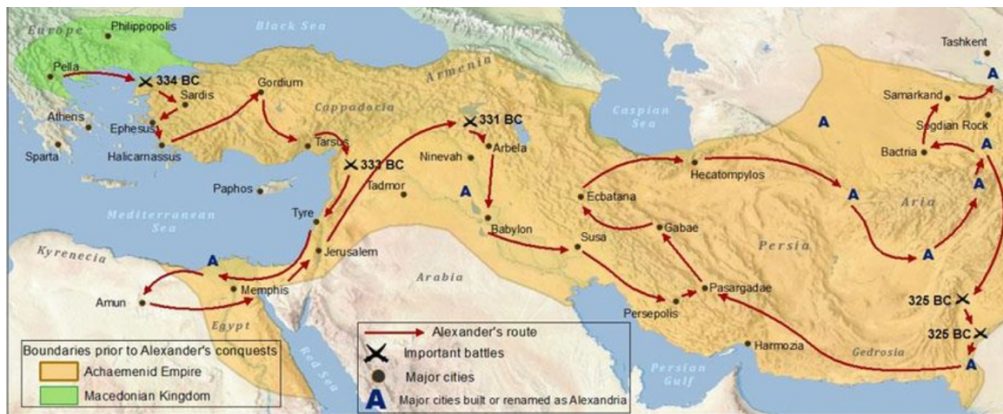 Europe
Philippopolis
Black Sea
Pella
334 BC
Sardis
Gordium
Armenia
Cappadocia
Caspian
Sea
Tashkent
A
Samarkand
Sogdian Rock
A
A
Bactria
A
Athens
Ephesus
Halicarnassus
Sparta
Tarsus
333 BC
331 BC
Arbela
Ninevah
Hecatompylos
Paphos
Tadmor
A
Ecbatana
A
Aria
Mediterranean
Sea
Tyre
Babylon
Susa
Gabae
Persia
A
Kyrenecia
A
Jerusalem
Arabia
Amun
Memphis
Egypt
Pasargadae
Persepolis
325 BC
325 BC
Harmozia
Gedrosia
A
Red Sea
Persian
Gulf
Boundaries prior to Alexander's conquests
Achaemenid Empire
Macedonian Kingdom
Alexander's route
Important battles
Major cities
A Major cities built or renamed as Alexandria